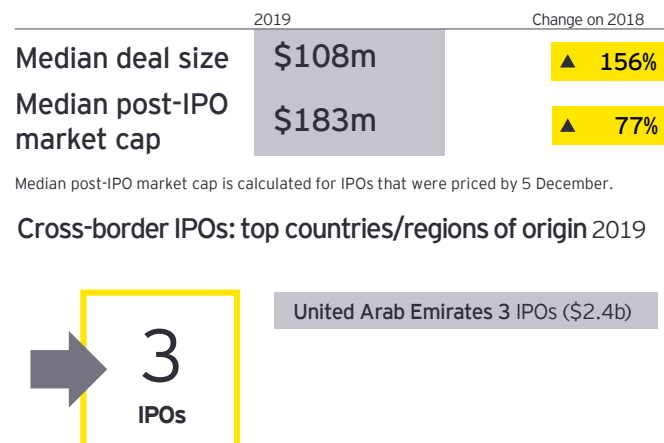 2019 Change on 2018
Median deal size $108m ▲ 156%
Median post-IPO
market cap $183m ▲ 77%
Median post-IPO market cap is calculated for IPOs that were priced by 5 December.
Cross-border IPOs: top countries/regions of origin 2019
3
IPOs
United Arab Emirates 3 IPOs ($2.4b)